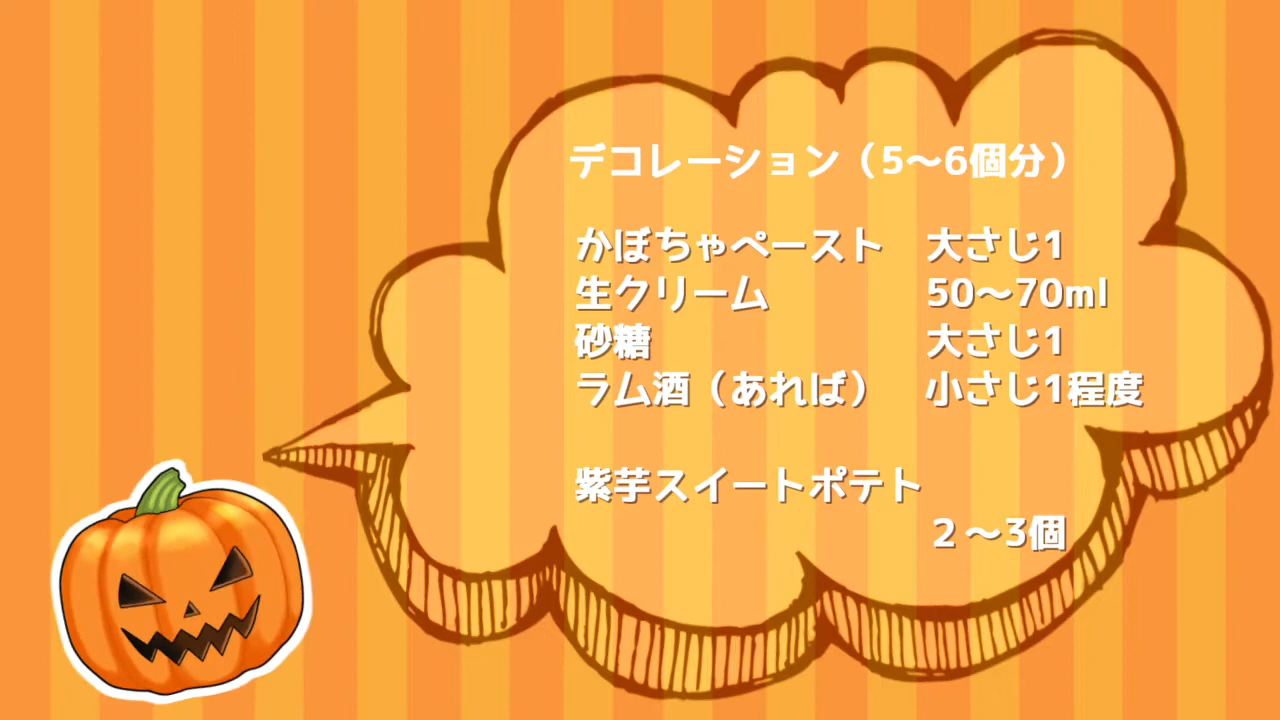 デコレーション（5〜6個分）
かぼちゃペースト 大さじ1
生クリーム 50〜70ml
砂糖 大さじ1
ラム酒（あれば） 小さじ1程度
紫芋スイートポテト
２〜3個